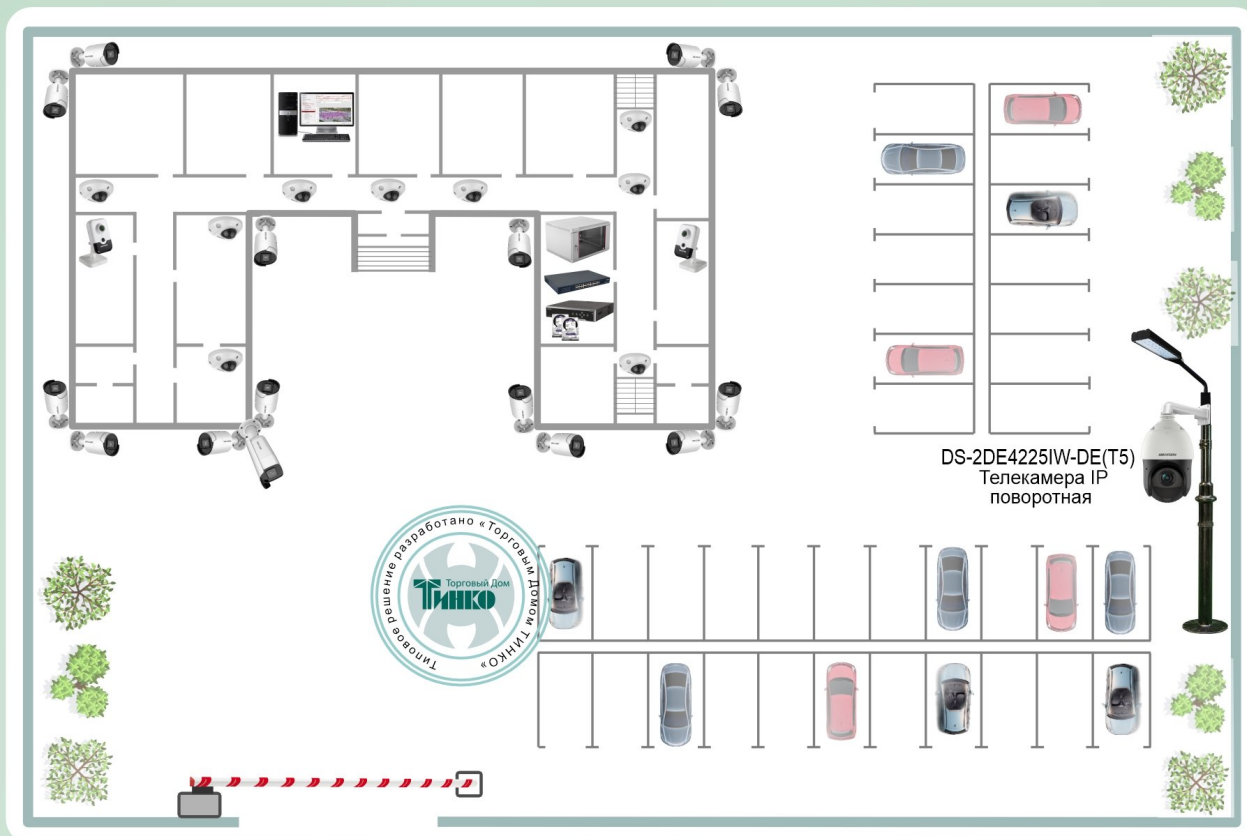 DS-2DE4225IW-DE(T5)
Телекамера IP
поворотная
Типовое решение разработано «Торговым Домом ТИНКО»
Торговый Дом
ТИНКО